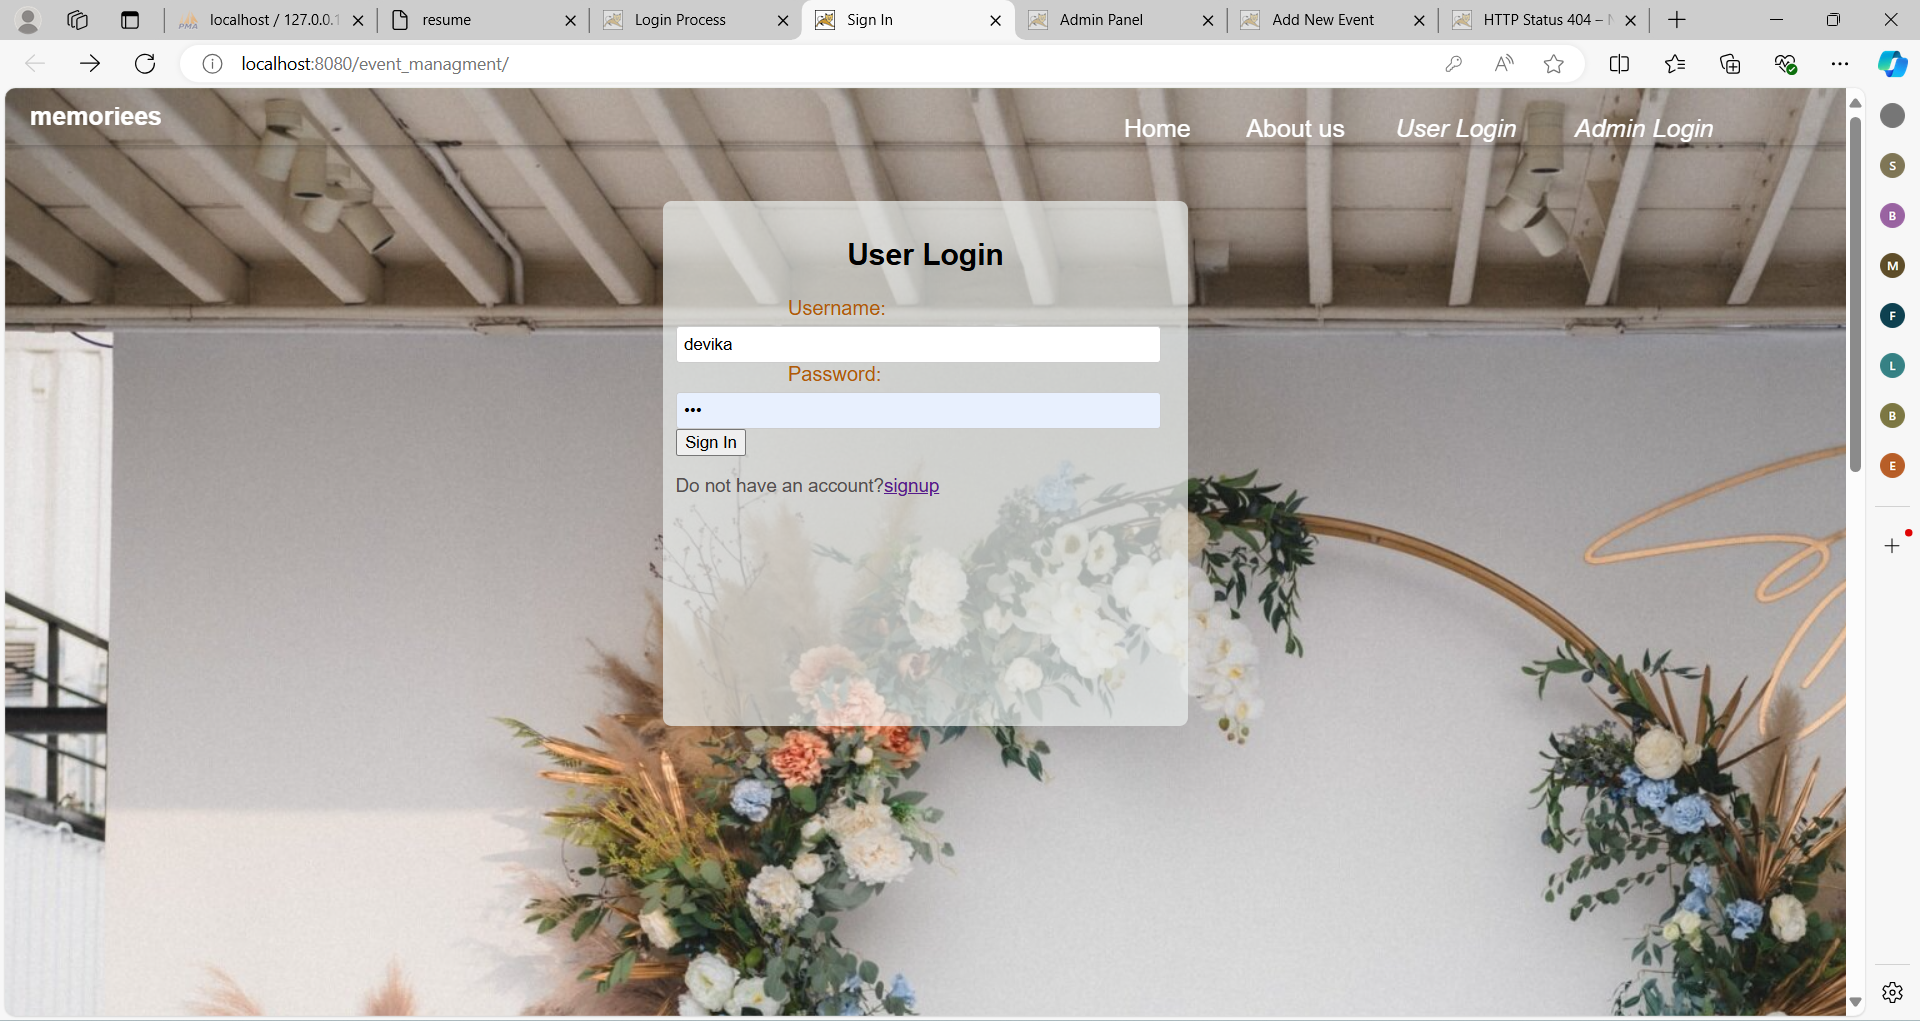 localhost / 127.0.0.1
resume
Login Process
Sign In
Admin Panel
Add New Event
HTTP Status 404 –
localhost:8080/event_managment/
memoriees
Home
About us
User Login
Admin Login
User Login
Username:
devika
Password:
•••
Sign In
Do not have an account?signup
S
B
M
F
L
B
E